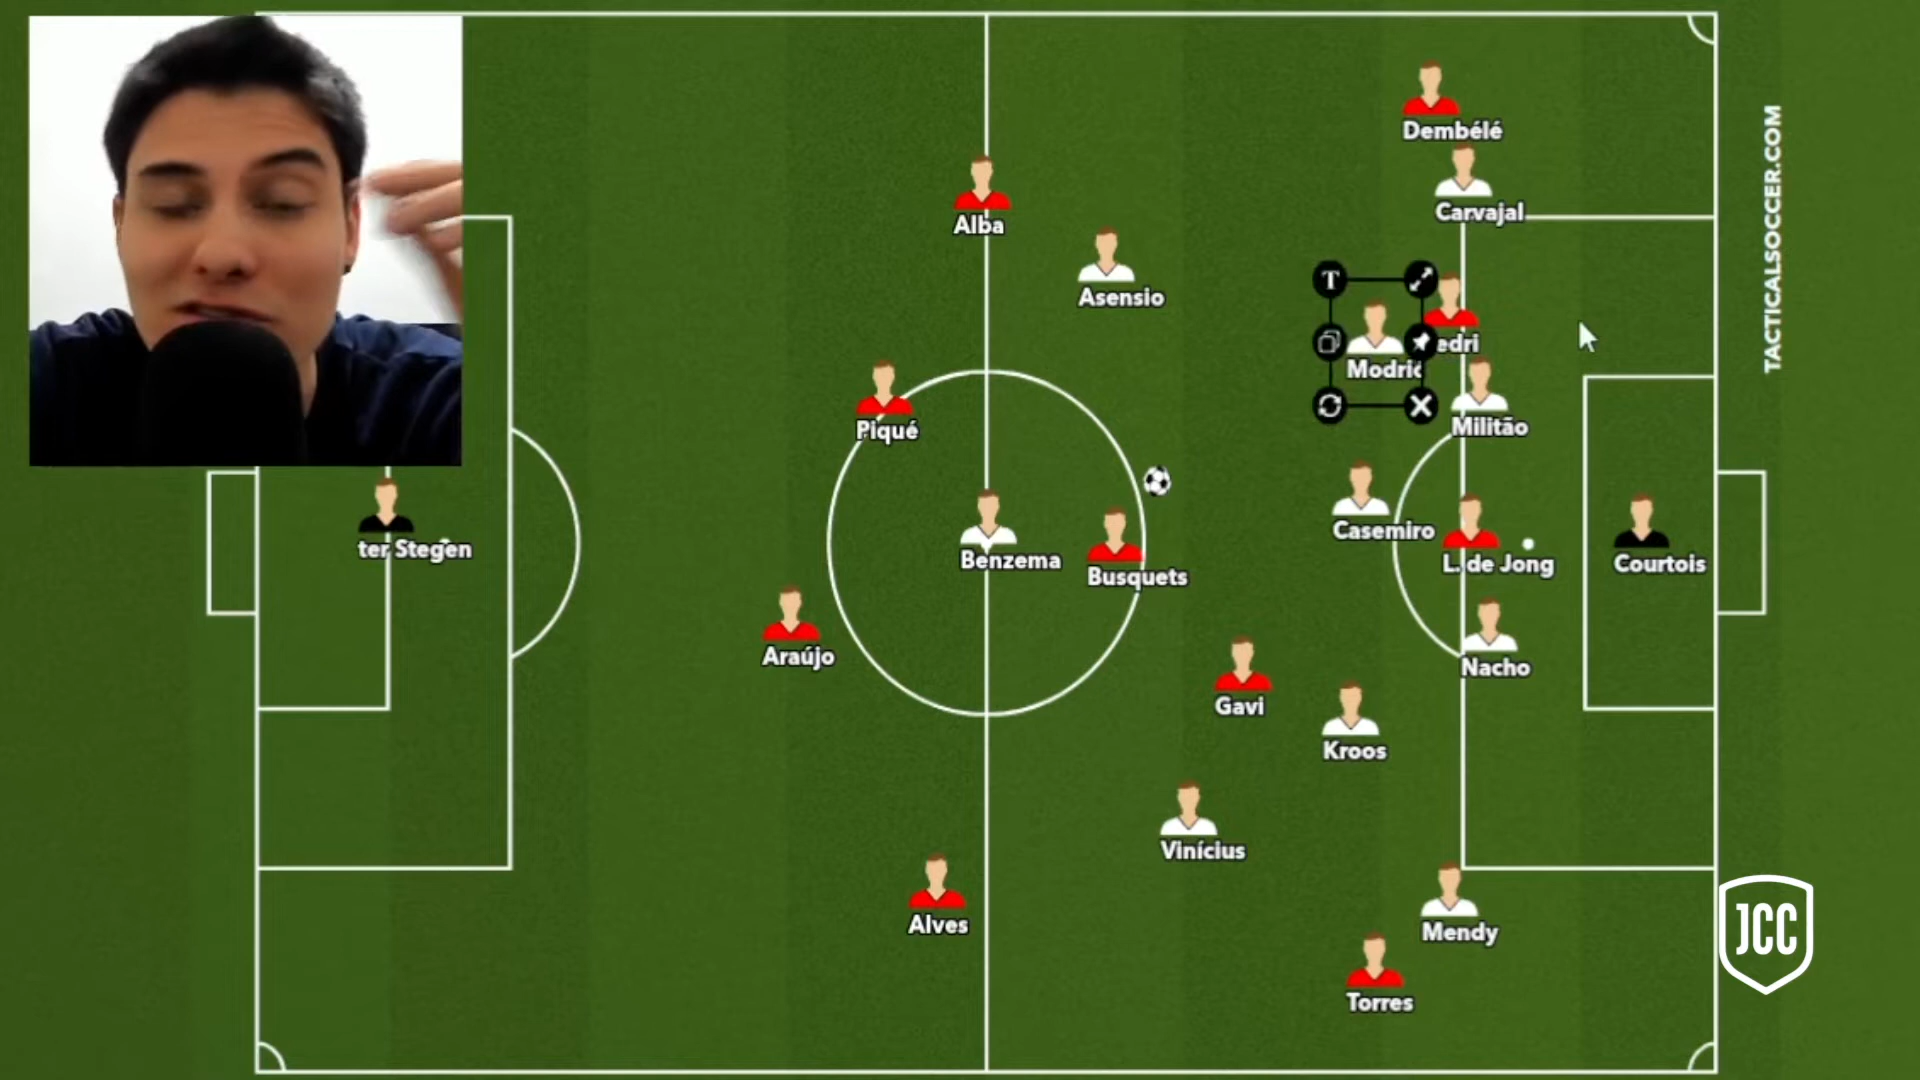 Dembélé
Carvajal
Alba
Asensio
T
edri
Modric
Piqué
Militão
Casemiro
ter Stegen
Benzema
Busquets
L. de Jong
Courtois
Araújo
Nacho
Gavi
Kroos
Vinícius
Alves
Mendy
Torres
TACTICALSOCCER.COM
JCC